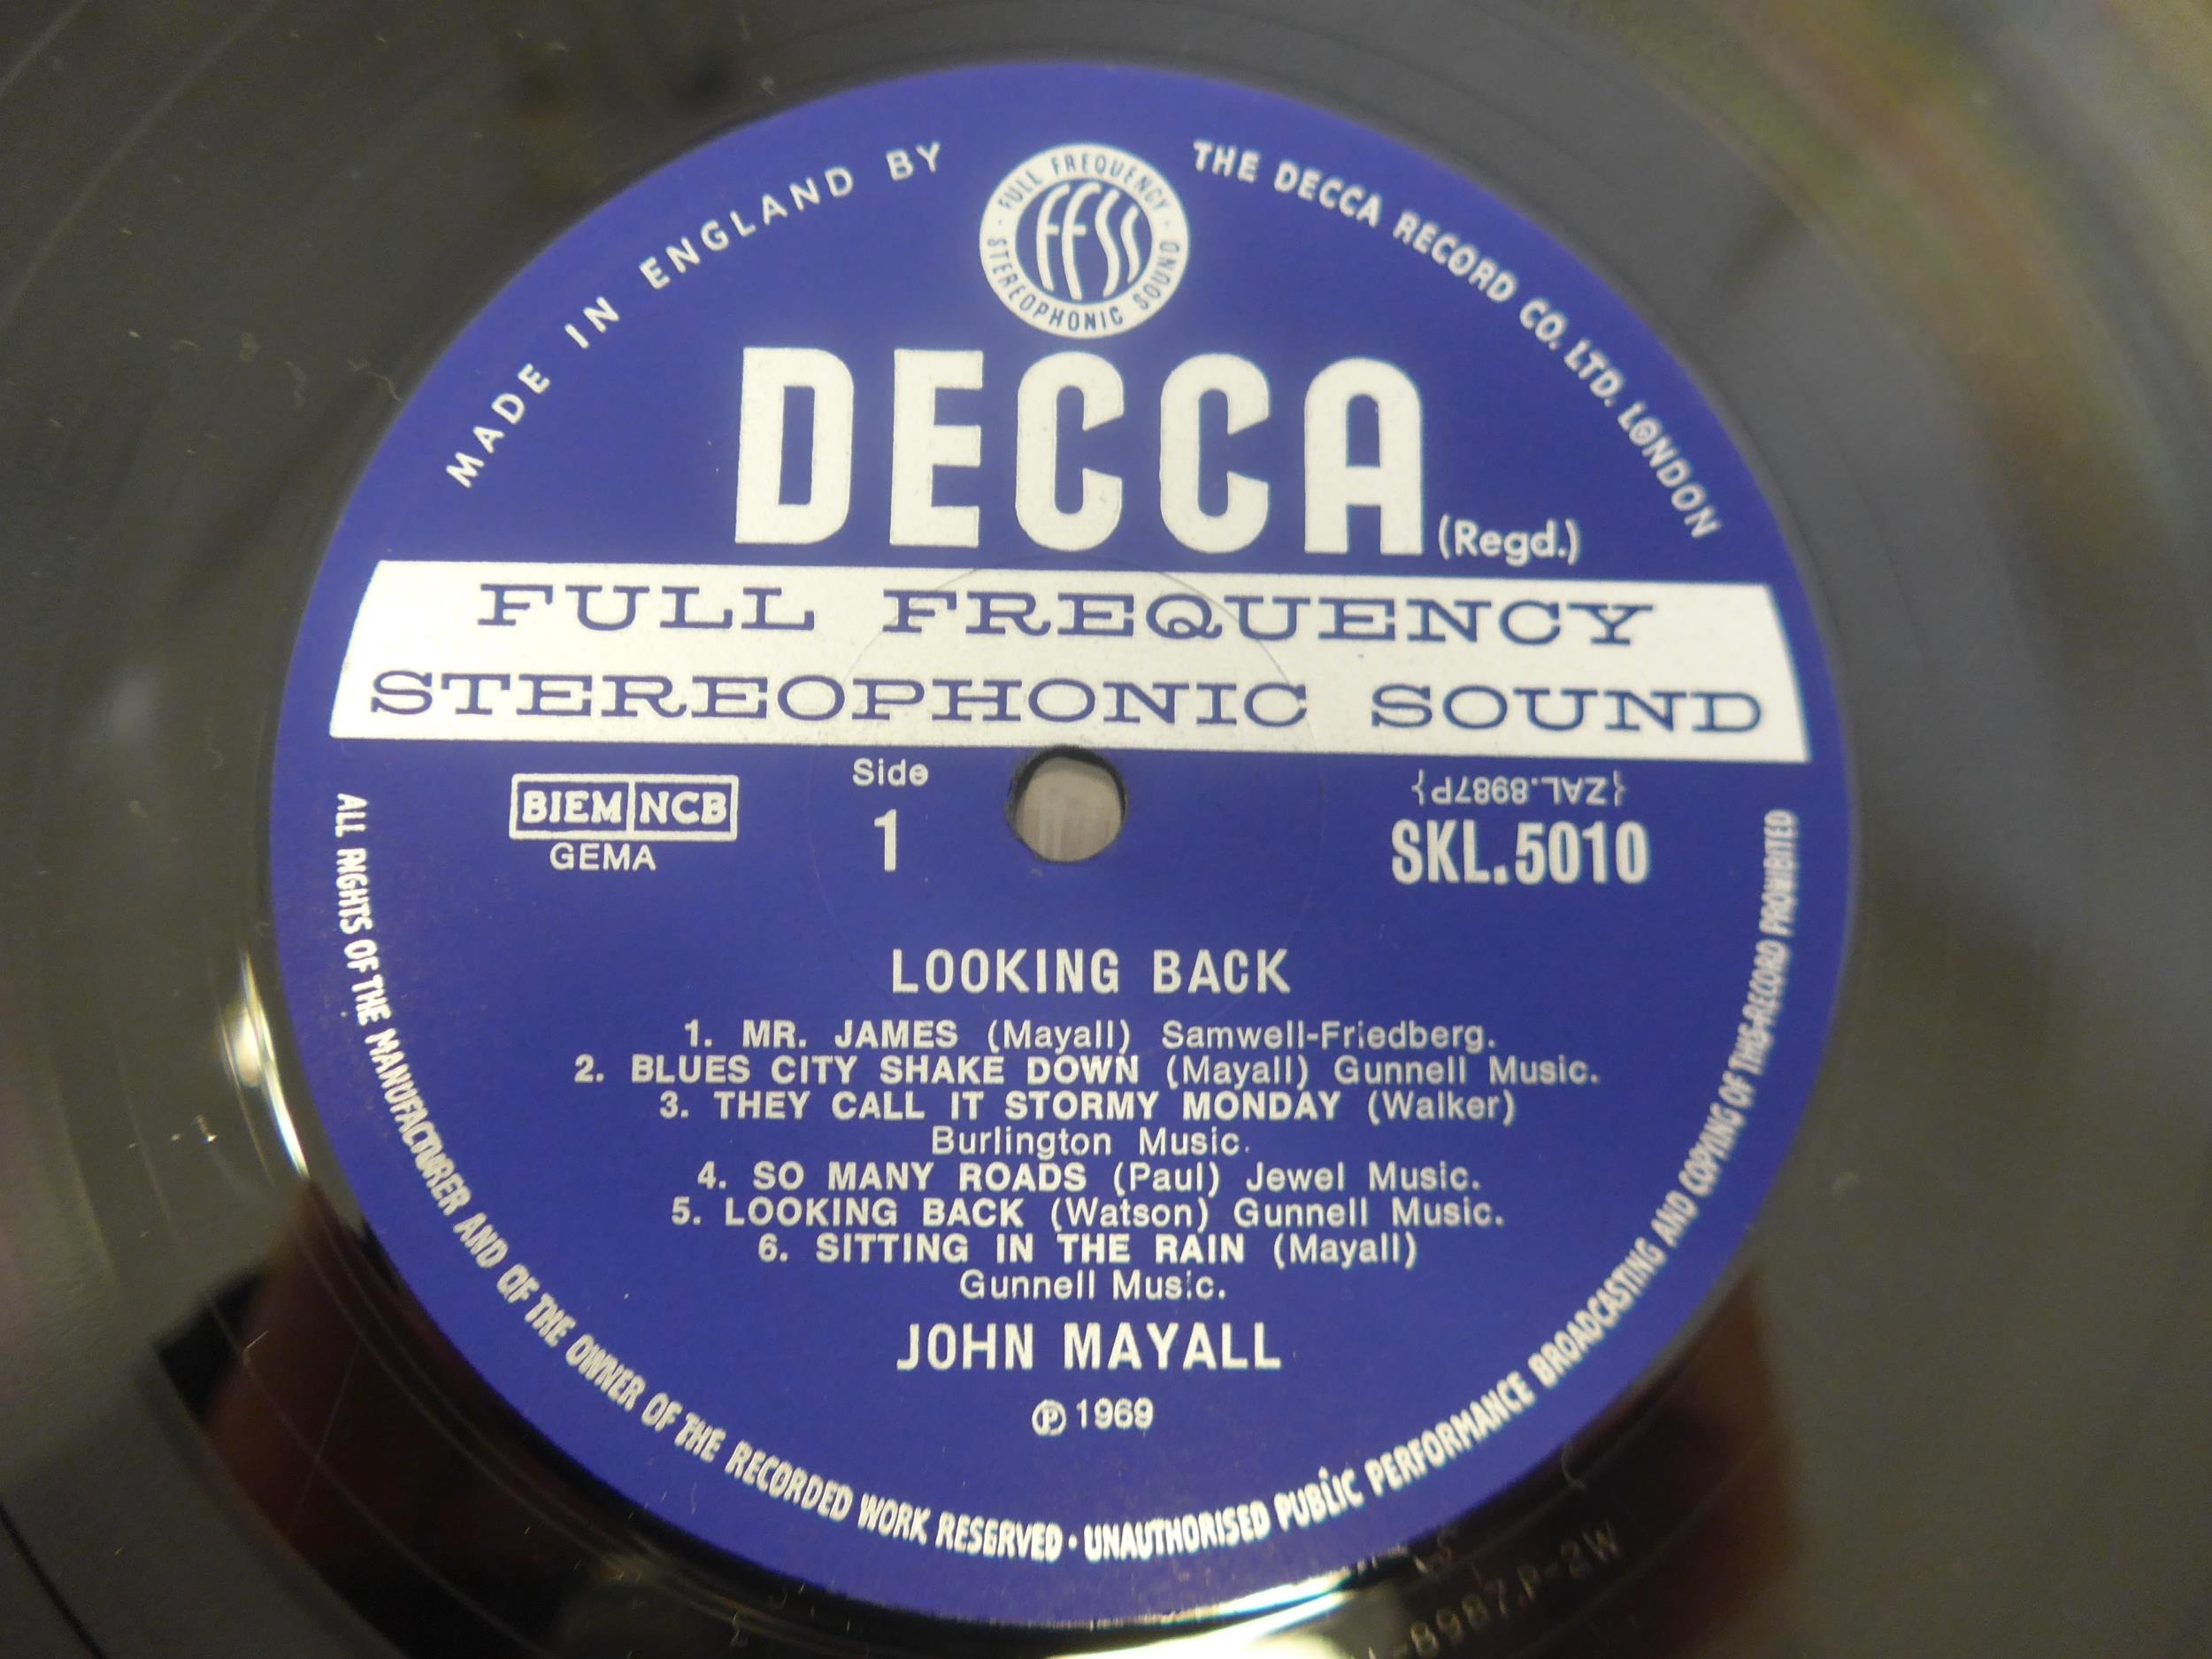 MADE IN ENGLAND BY
THE DECCA RECORD CO. LTD. LONDON
FULL FREQUENCY
FFSS
STEREOPHONIC SOUND
DECCA (Regd.)
FULL FREQUENCY
STEREOPHONIC SOUND
BIEM NCB
GEMA
Side
1
{ZAL.8987P}
SKL.5010
LOOKING BACK
1. MR. JAMES (Mayall) Samwell-Friedberg.
2. BLUES CITY SHAKE DOWN (Mayall) Gunnell Music.
3. THEY CALL IT STORMY MONDAY (Walker)
Burlington Music.
4. SO MANY ROADS (Paul) Jewel Music.
5. LOOKING BACK (Watson) Gunnell Music.
6. SITTING IN THE RAIN (Mayall)
Gunnell Music.
JOHN MAYALL
℗ 1969
ALL RIGHTS OF THE MANUFACTURER AND OF THE OWNER OF THE RECORDED WORK RESERVED · UNAUTHORISED PUBLIC PERFORMANCE BROADCASTING AND COPYING OF THIS RECORD PROHIBITED
-8987.P-2W